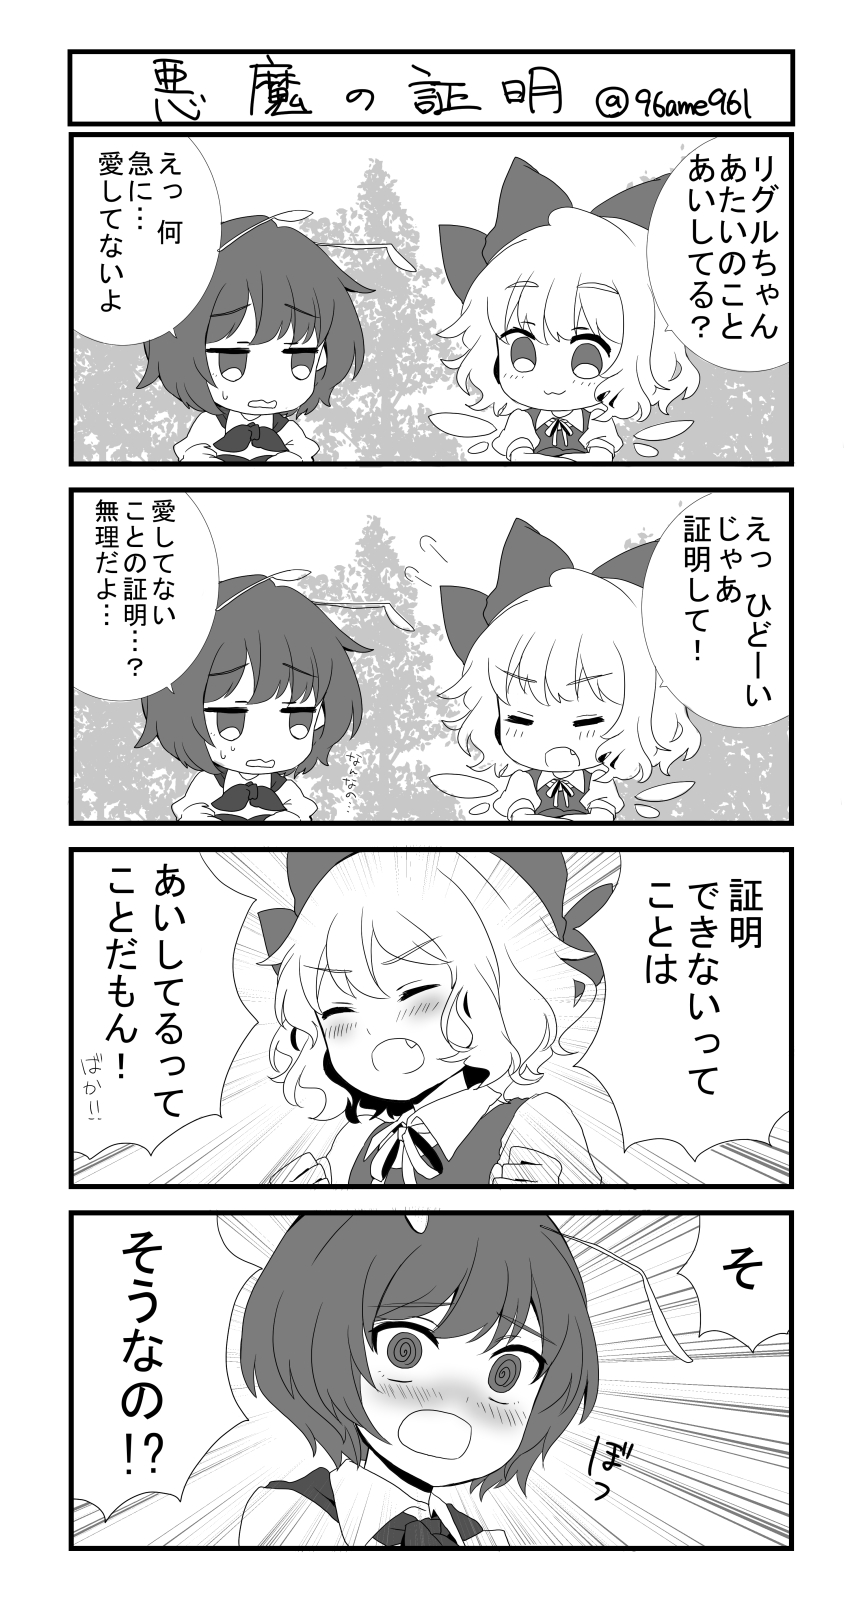 悪魔の証明 @96ame961
リグルちゃん
あたいのこと
あいしてる？
えっ 何
急に…
愛してないよ
えっ ひどーい
じゃあ
証明して！
愛してない
ことの証明…？
無理だよ…
なんなの…
証明
できないって
ことは
あいしてるって
ことだもん！
ばか!!
そ
そうなの!?
ぼっ